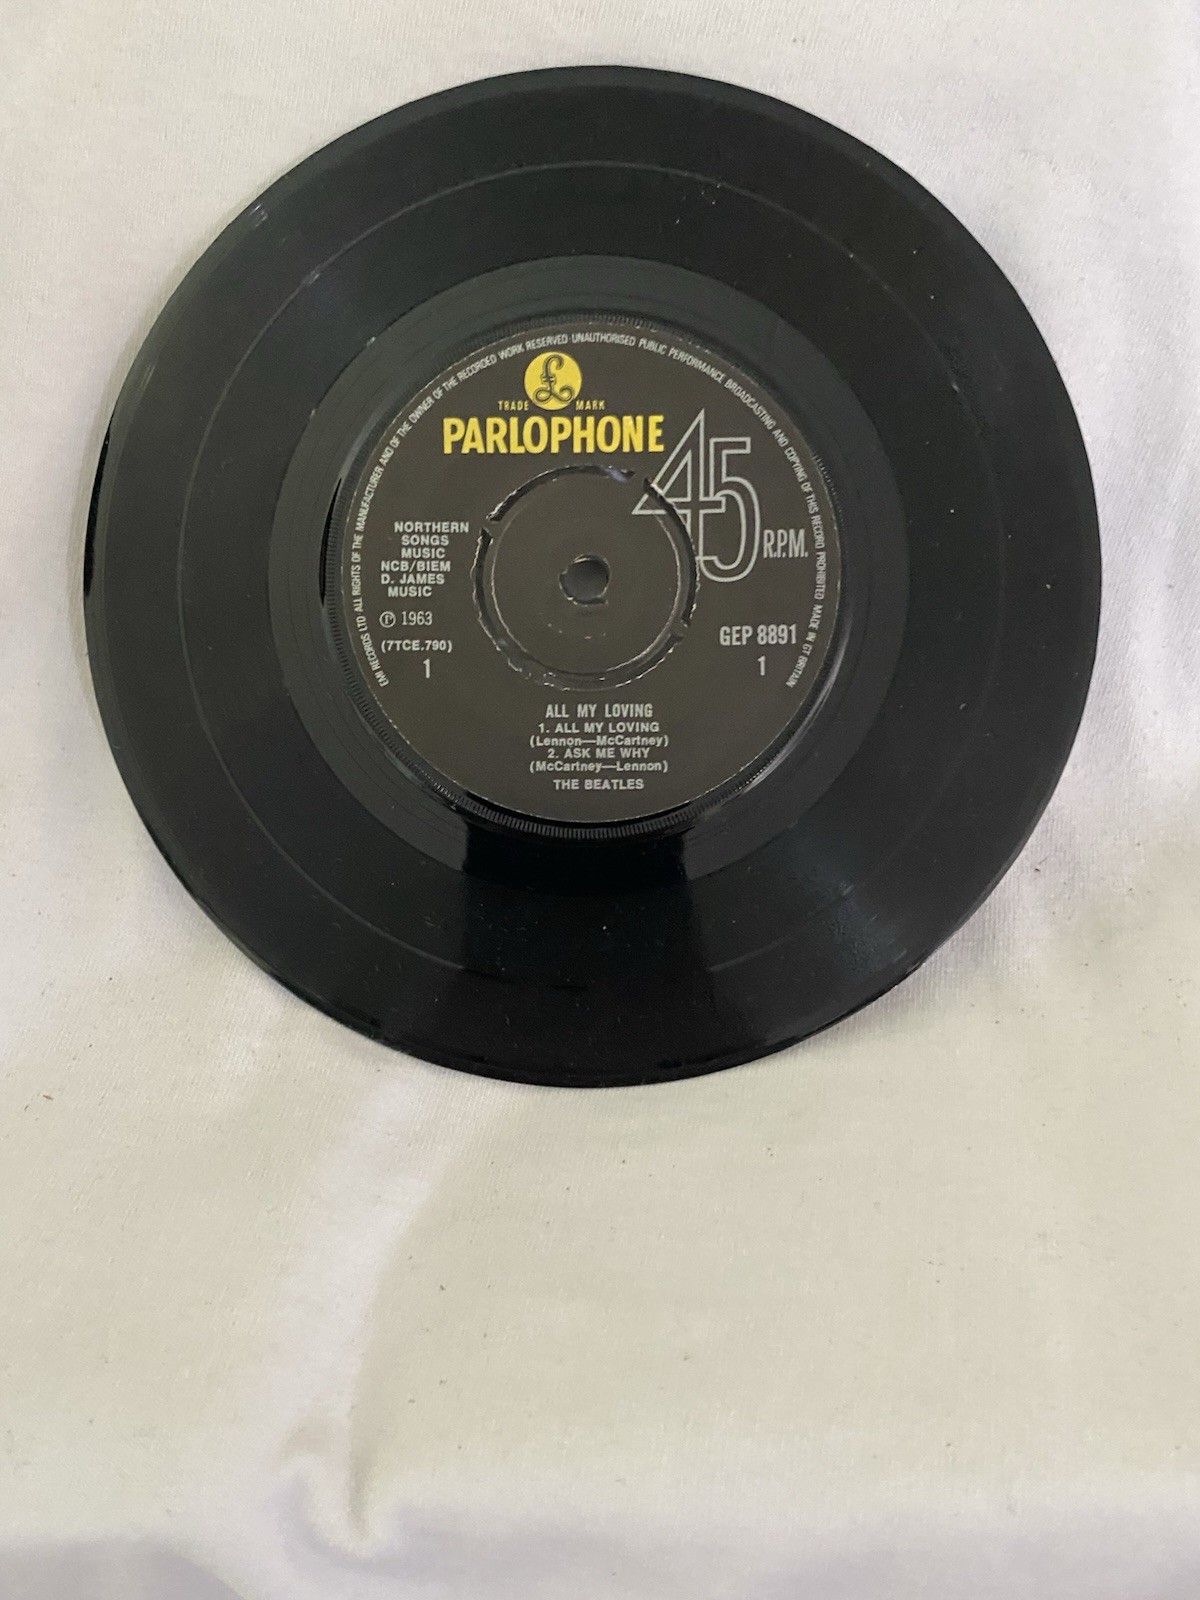 EMI RECORDS LTD ALL RIGHTS OF THE MANUFACTURER AND OF THE OWNER OF THE RECORDED WORK RESERVED·UNAUTHORISED PUBLIC PERFORMANCE BROADCASTING AND COPYING OF THIS RECORD PROHIBITED MADE IN GT BRITAIN
£
TRADE MARK
PARLOPHONE
45 R.P.M.
NORTHERN
SONGS
MUSIC
NCB/BIEM
D. JAMES
MUSIC
℗ 1963
(7TCE.790)
1
GEP 8891
1
ALL MY LOVING
1. ALL MY LOVING
(Lennon—McCartney)
2. ASK ME WHY
(McCartney—Lennon)
THE BEATLES